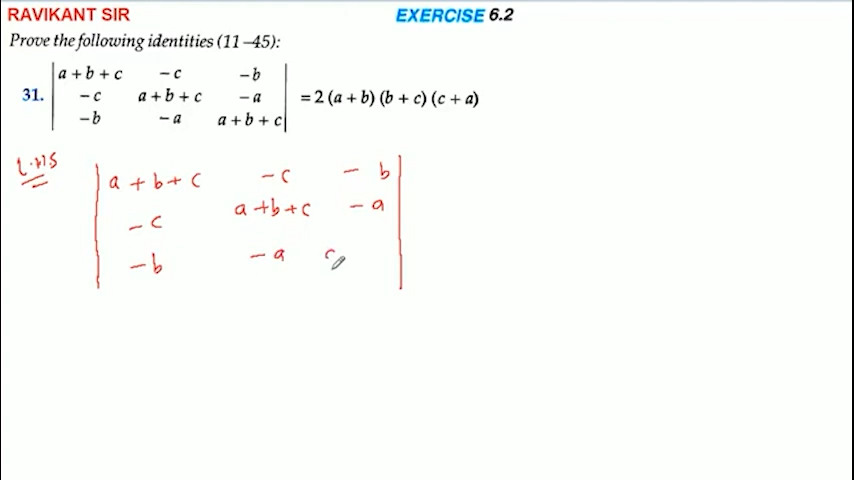 RAVIKANT SIR
EXERCISE 6.2
Prove the following identities (11–45):
31. | a + b + c   – c   – b |
| – c   a + b + c   – a | = 2 (a + b) (b + c) (c + a)
| – b   – a   a + b + c |
L.H.S
| a + b + c   – c   – b |
| – c   a + b + c   – a |
| – b   – a |